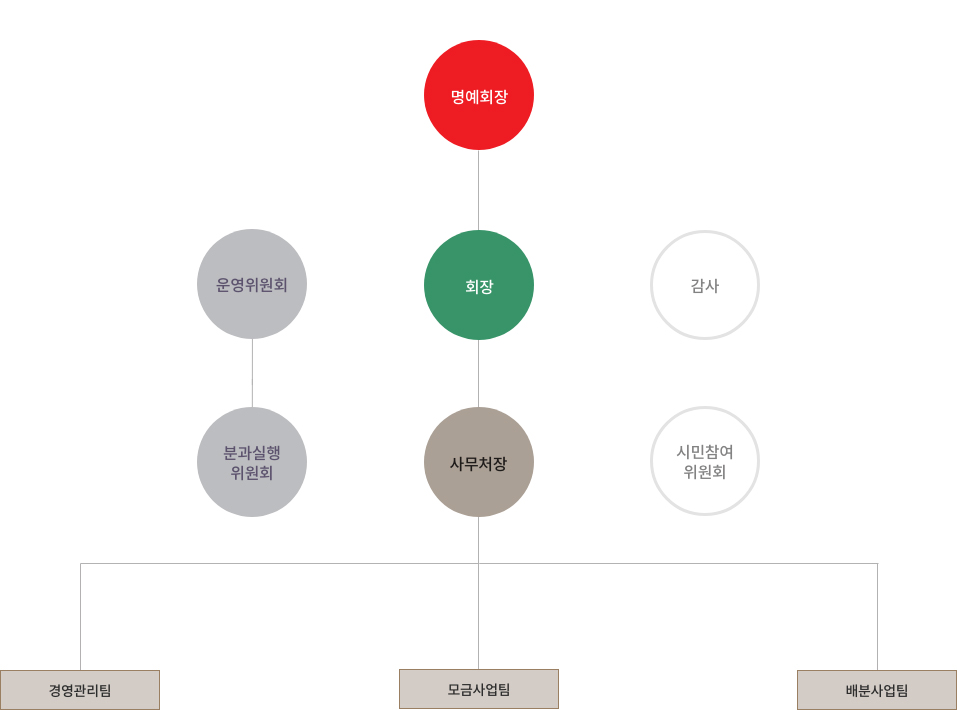 명예회장
운영위원회
회장
감사
분과실행
위원회
사무처장
시민참여
위원회
경영관리팀
모금사업팀
배분사업팀